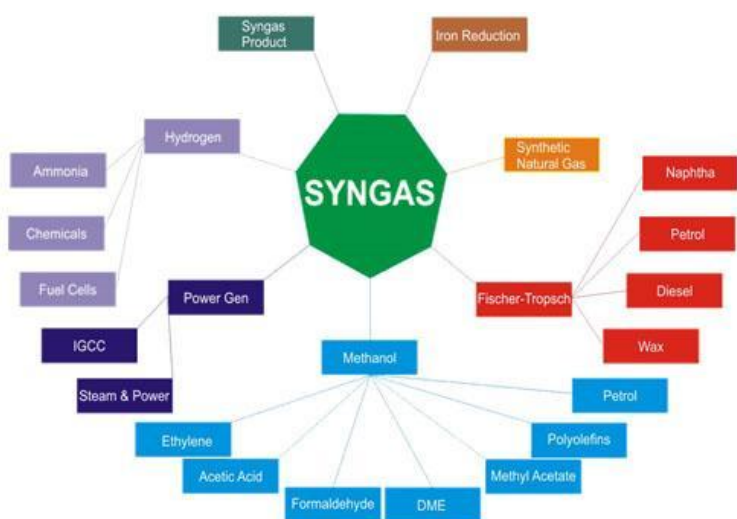 Syngas
Product
Iron Reduction
Hydrogen
Synthetic
Natural Gas
Ammonia
Naphtha
SYNGAS
Chemicals
Petrol
Fuel Cells
Power Gen
Fischer-Tropsch
Diesel
IGCC
Methanol
Wax
Steam & Power
Petrol
Ethylene
Polyolefins
Acetic Acid
Methyl Acetate
Formaldehyde
DME